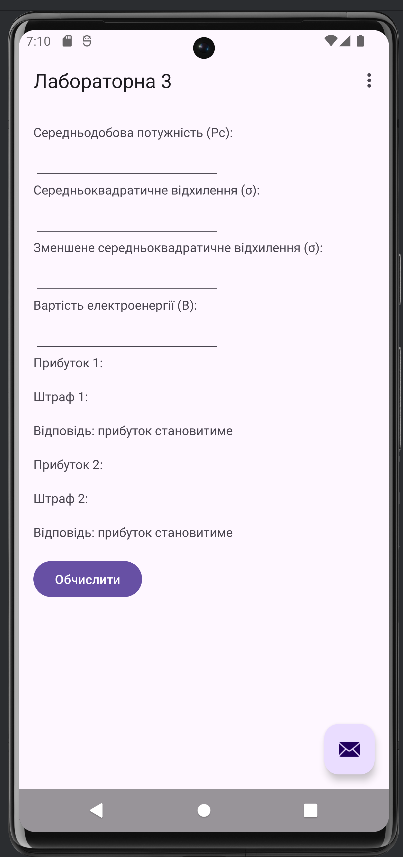 7:10
Лабораторна 3
Середньодобова потужність (Pc):
Середньоквадратичне відхилення (σ):
Зменшене середньоквадратичне відхилення (σ):
Вартість електроенергії (B):
Прибуток 1:
Штраф 1:
Відповідь: прибуток становитиме
Прибуток 2:
Штраф 2:
Відповідь: прибуток становитиме
Обчислити